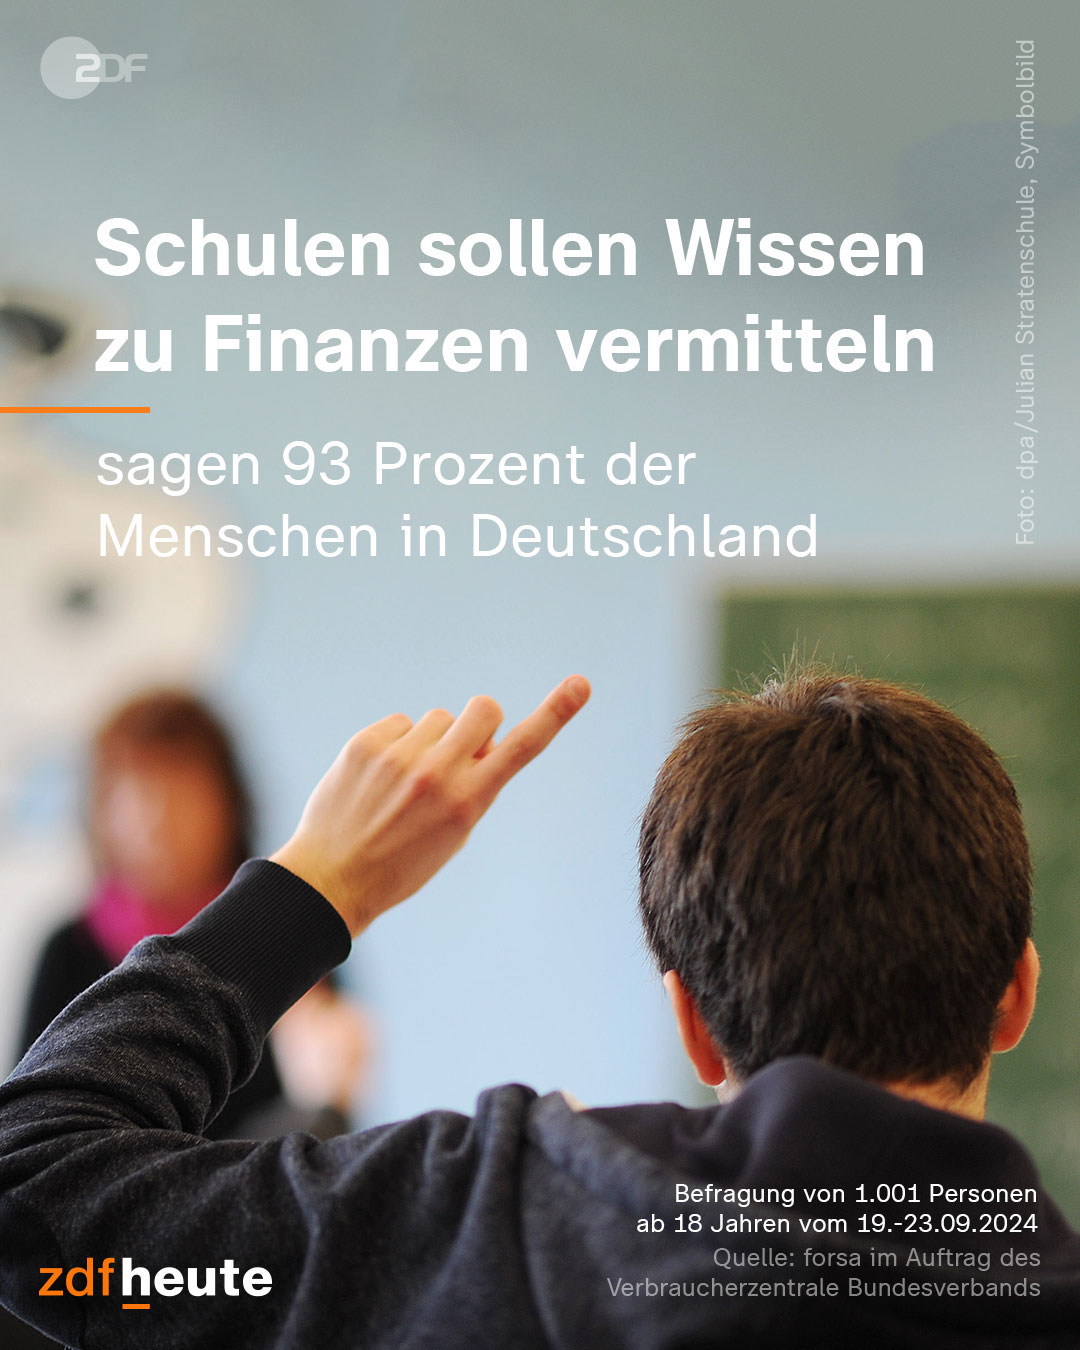 ZDF
Foto: dpa/Julian Stratenschule, Symbolbild
Schulen sollen Wissen
zu Finanzen vermitteln
sagen 93 Prozent der
Menschen in Deutschland
Befragung von 1.001 Personen
ab 18 Jahren vom 19.-23.09.2024
Quelle: forsa im Auftrag des
Verbraucherzentrale Bundesverbands
zdfheute